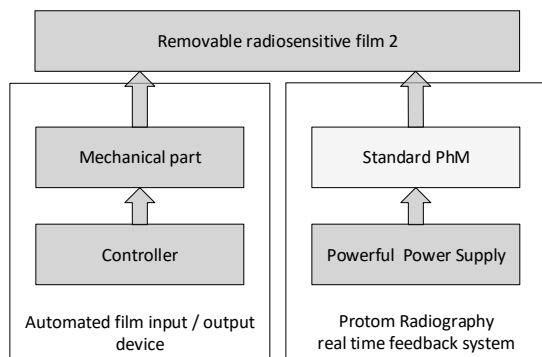 Removable radiosensitive film 2
Mechanical part
Standard PhM
Controller
Powerful Power Supply
Automated film input / output
device
Protom Radiography
real time feedback system